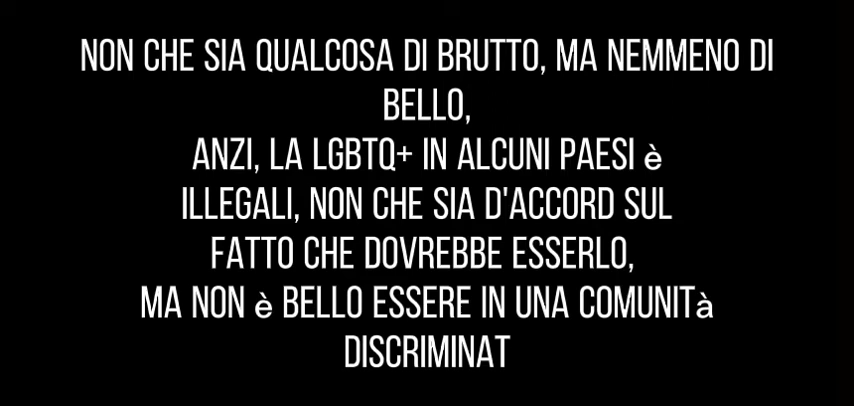 NON CHE SIA QUALCOSA DI BRUTTO, MA NEMMENO DI
BELLO,
ANZI, LA LGBTQ+ IN ALCUNI PAESI è
ILLEGALI, NON CHE SIA D'ACCORD SUL
FATTO CHE DOVREBBE ESSERLO,
MA NON è BELLO ESSERE IN UNA COMUNITà
DISCRIMINAT